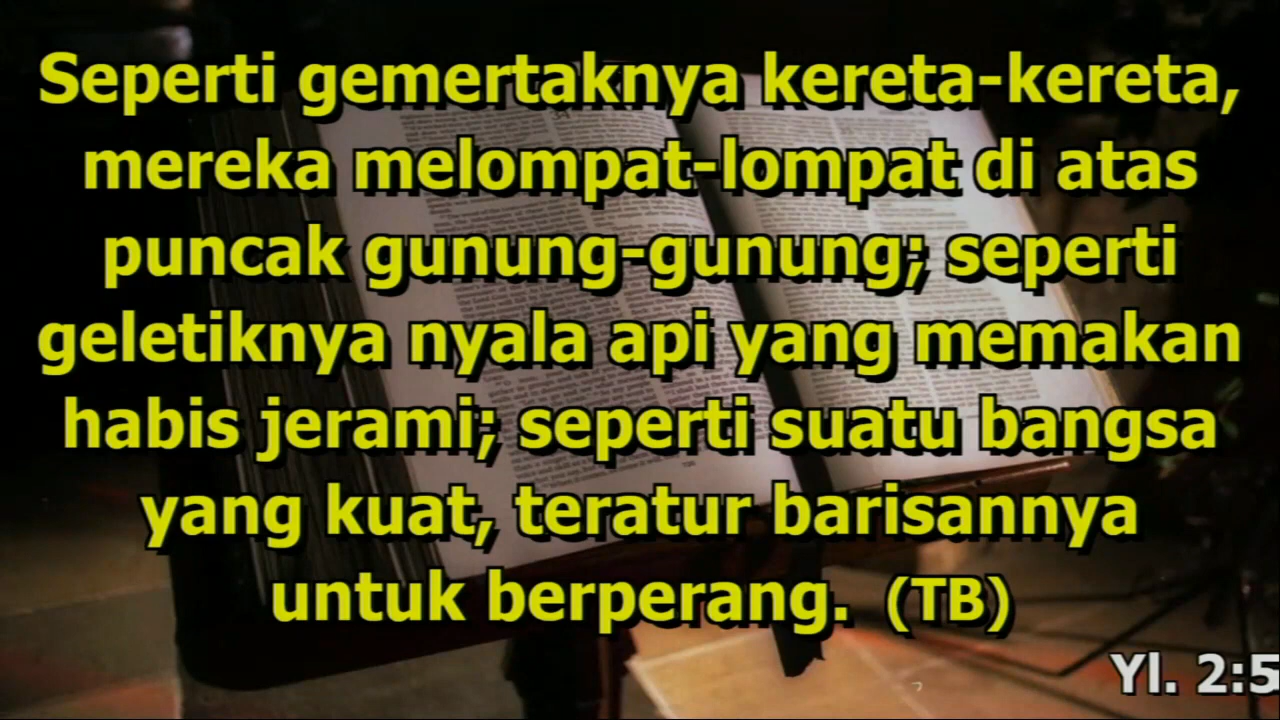 Seperti gemertaknya kereta-kereta,
mereka melompat-lompat di atas
puncak gunung-gunung; seperti
geletiknya nyala api yang memakan
habis jerami; seperti suatu bangsa
yang kuat, teratur barisannya
untuk berperang. (TB)
Yl. 2:5